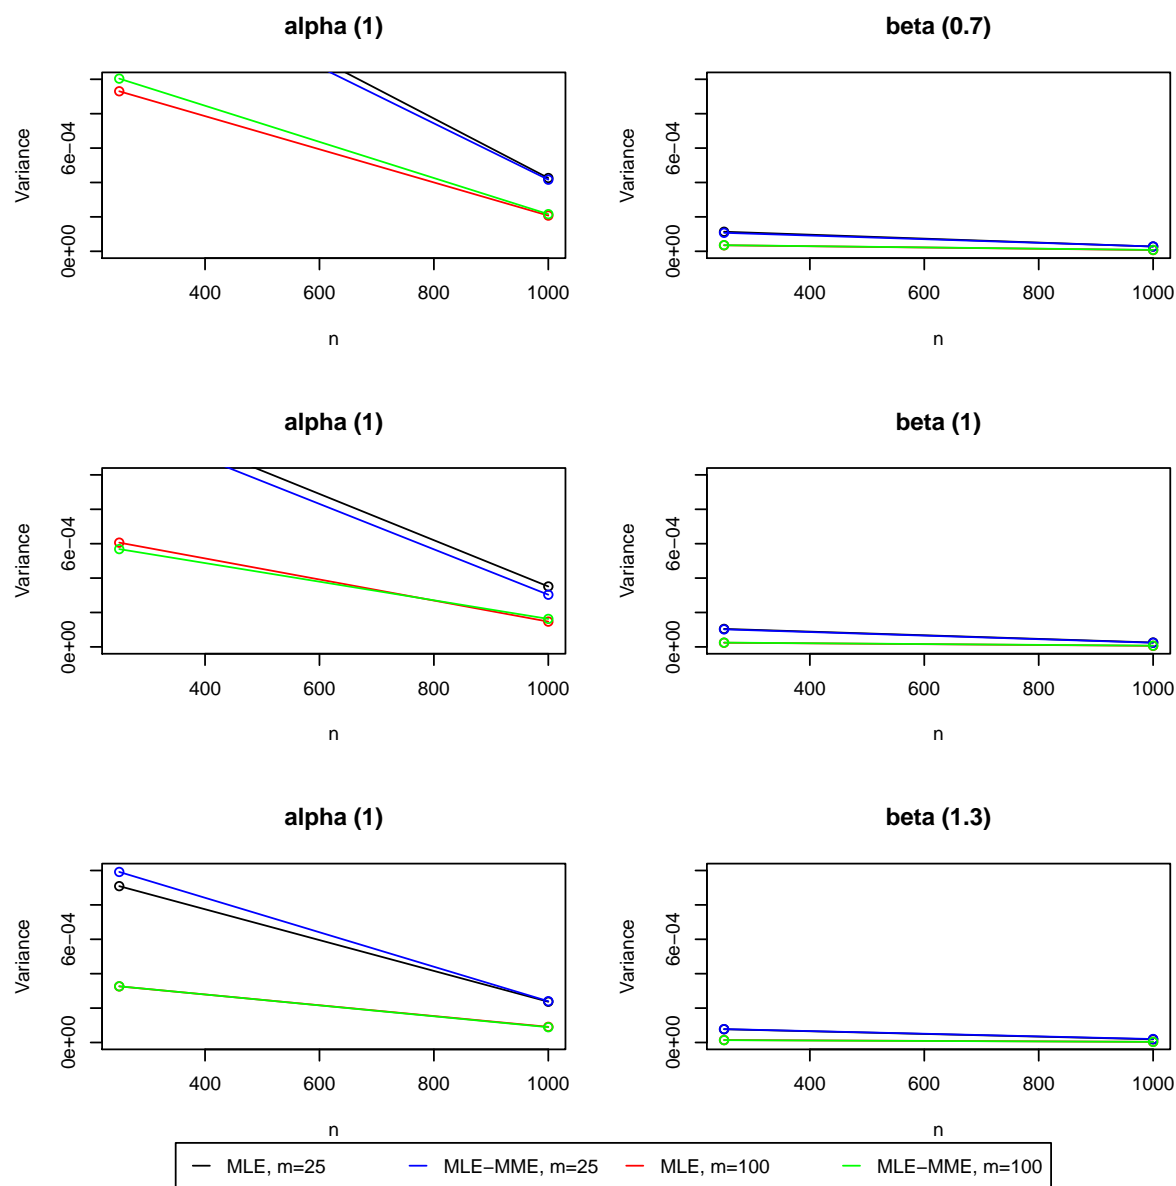 alpha (1)
beta (0.7)
Variance
0e+00
6e−04
400
600
800
1000
n
Variance
0e+00
6e−04
400
600
800
1000
n
alpha (1)
beta (1)
Variance
0e+00
6e−04
400
600
800
1000
n
Variance
0e+00
6e−04
400
600
800
1000
n
alpha (1)
beta (1.3)
Variance
0e+00
6e−04
400
600
800
1000
n
Variance
0e+00
6e−04
400
600
800
1000
n
MLE, m=25
MLE−MME, m=25
MLE, m=100
MLE−MME, m=100